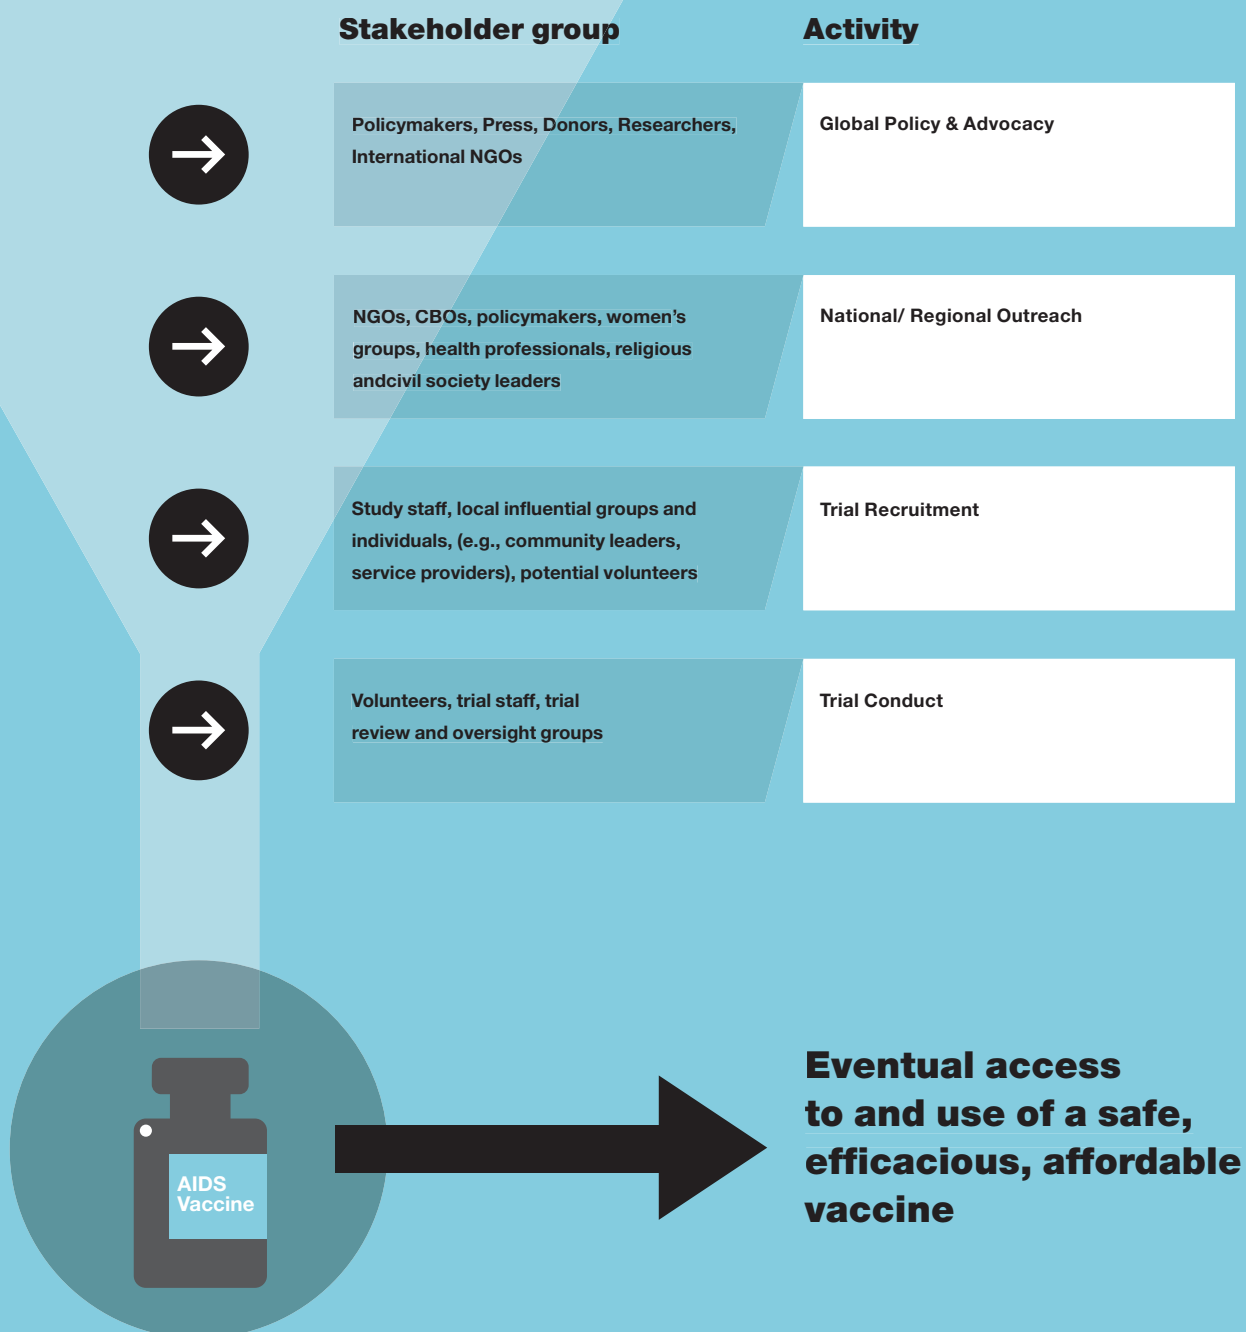 Stakeholder group
Activity
Policymakers, Press, Donors, Researchers,
International NGOs
Global Policy & Advocacy
NGOs, CBOs, policymakers, women’s
groups, health professionals, religious
andcivil society leaders
National/ Regional Outreach
Study staff, local influential groups and
individuals, (e.g., community leaders,
service providers), potential volunteers
Trial Recruitment
Volunteers, trial staff, trial
review and oversight groups
Trial Conduct
AIDS
Vaccine
Eventual access
to and use of a safe,
efficacious, affordable
vaccine